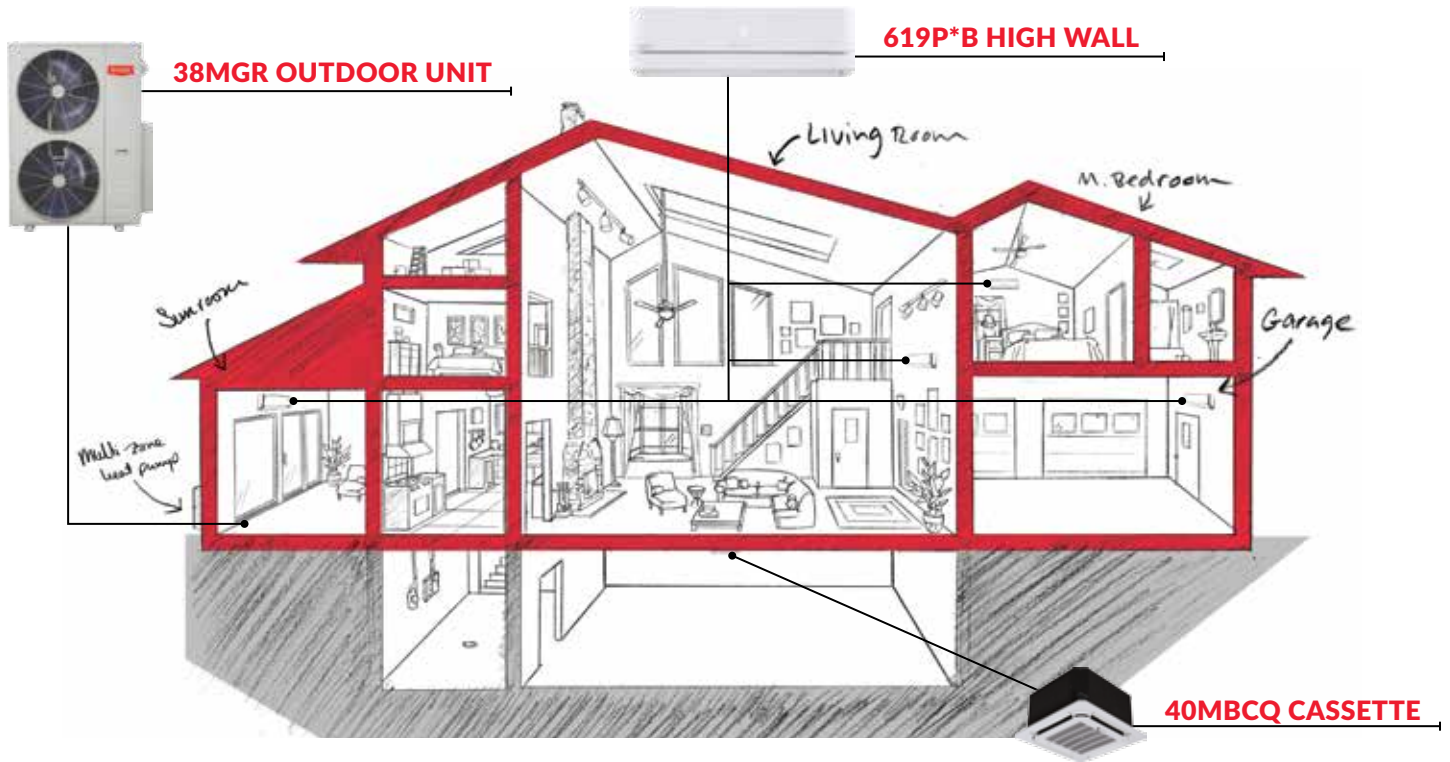 619P*B HIGH WALL
38MGR OUTDOOR UNIT
Living Room
M. Bedroom
Sunroom
Garage
Multi zone
heat pump
40MBCQ CASSETTE